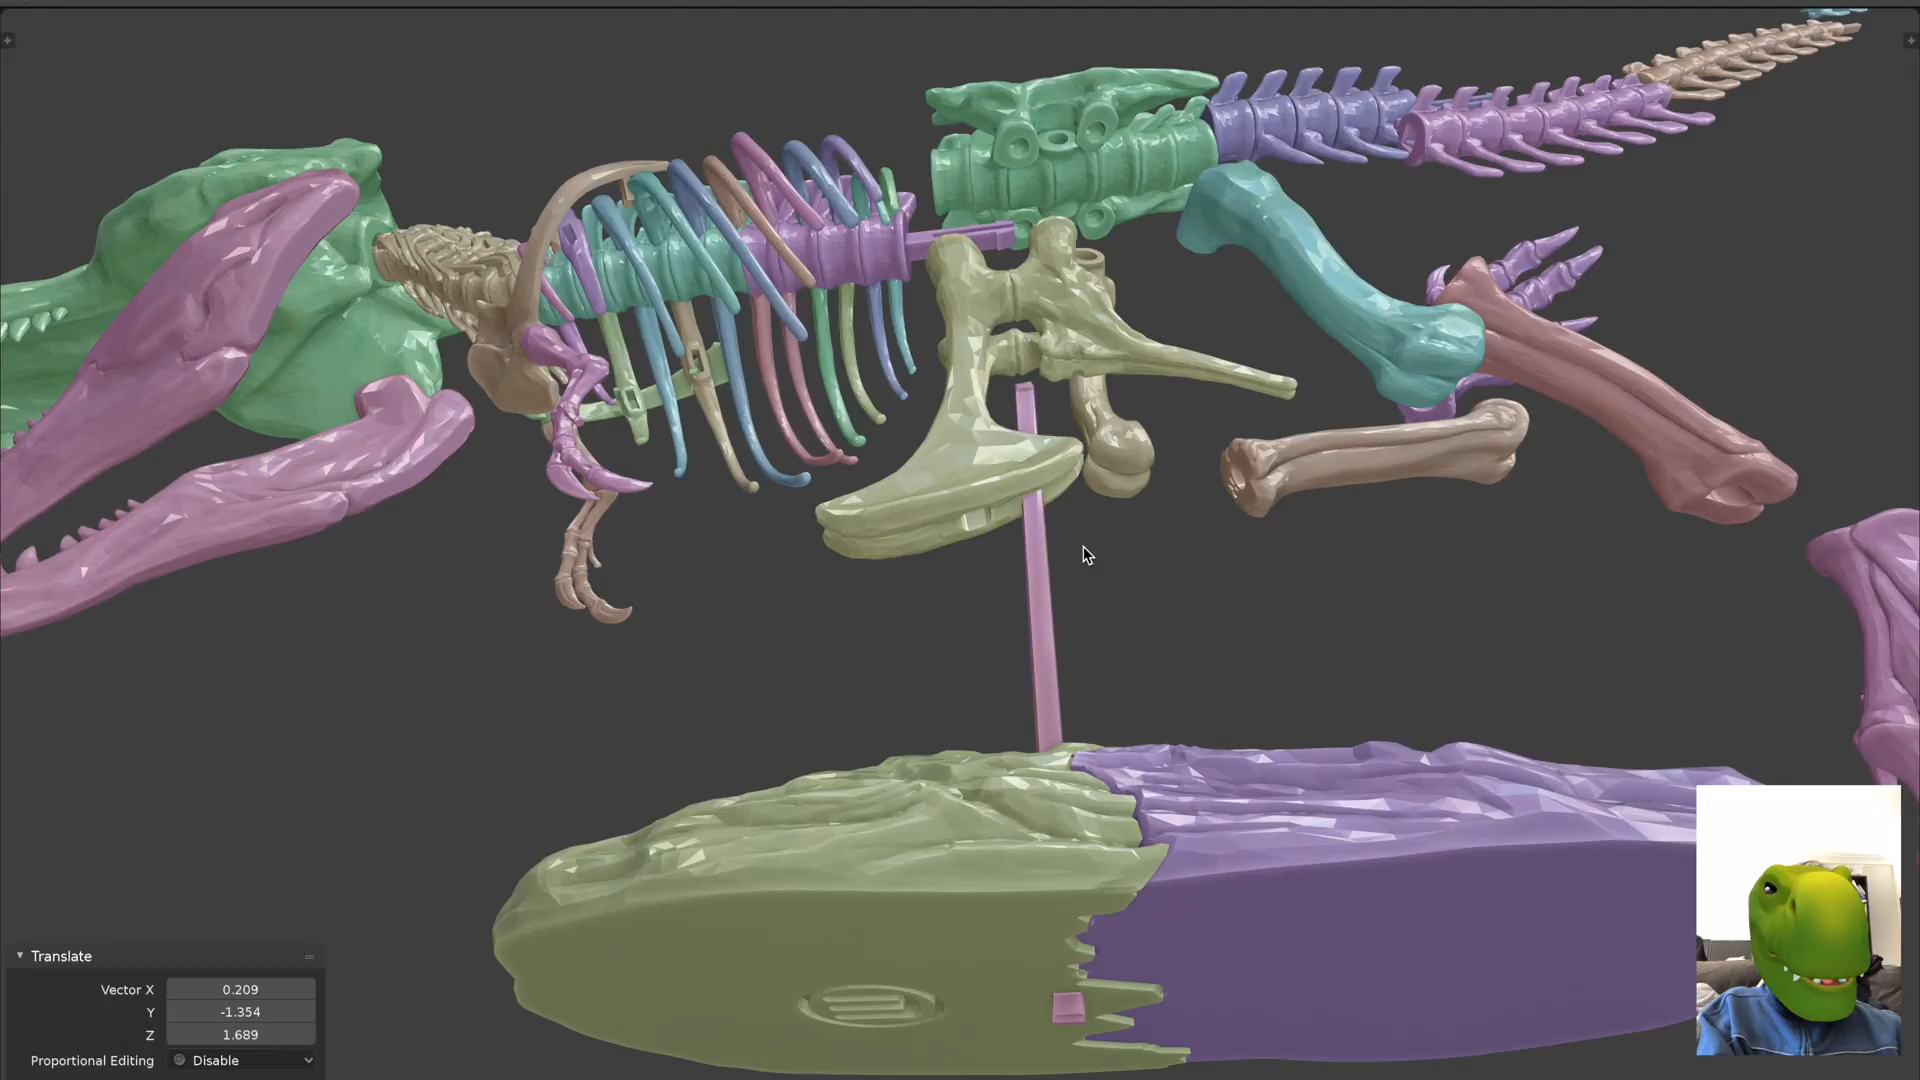 Translate
Vector X 0.209
Y -1.354
Z 1.689
Proportional Editing Disable